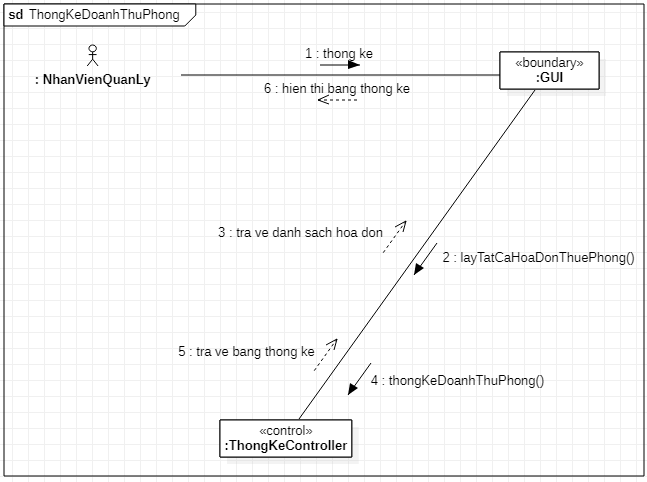 sd ThongKeDoanhThuPhong
1 : thong ke
«boundary»
:GUI
: NhanVienQuanLy
6 : hien thi bang thong ke
3 : tra ve danh sach hoa don
2 : layTatCaHoaDonThuePhong()
5 : tra ve bang thong ke
4 : thongKeDoanhThuPhong()
«control»
:ThongKeController